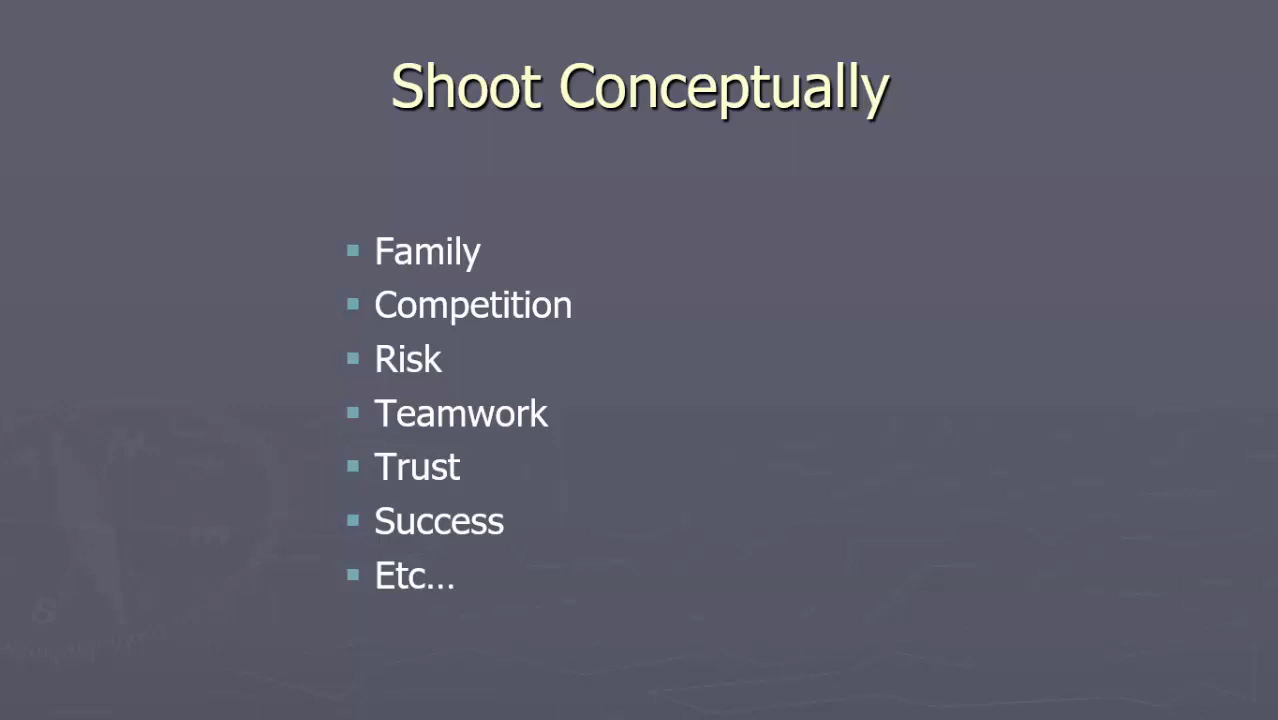 Shoot Conceptually
▪ Family
▪ Competition
▪ Risk
▪ Teamwork
▪ Trust
▪ Success
▪ Etc…